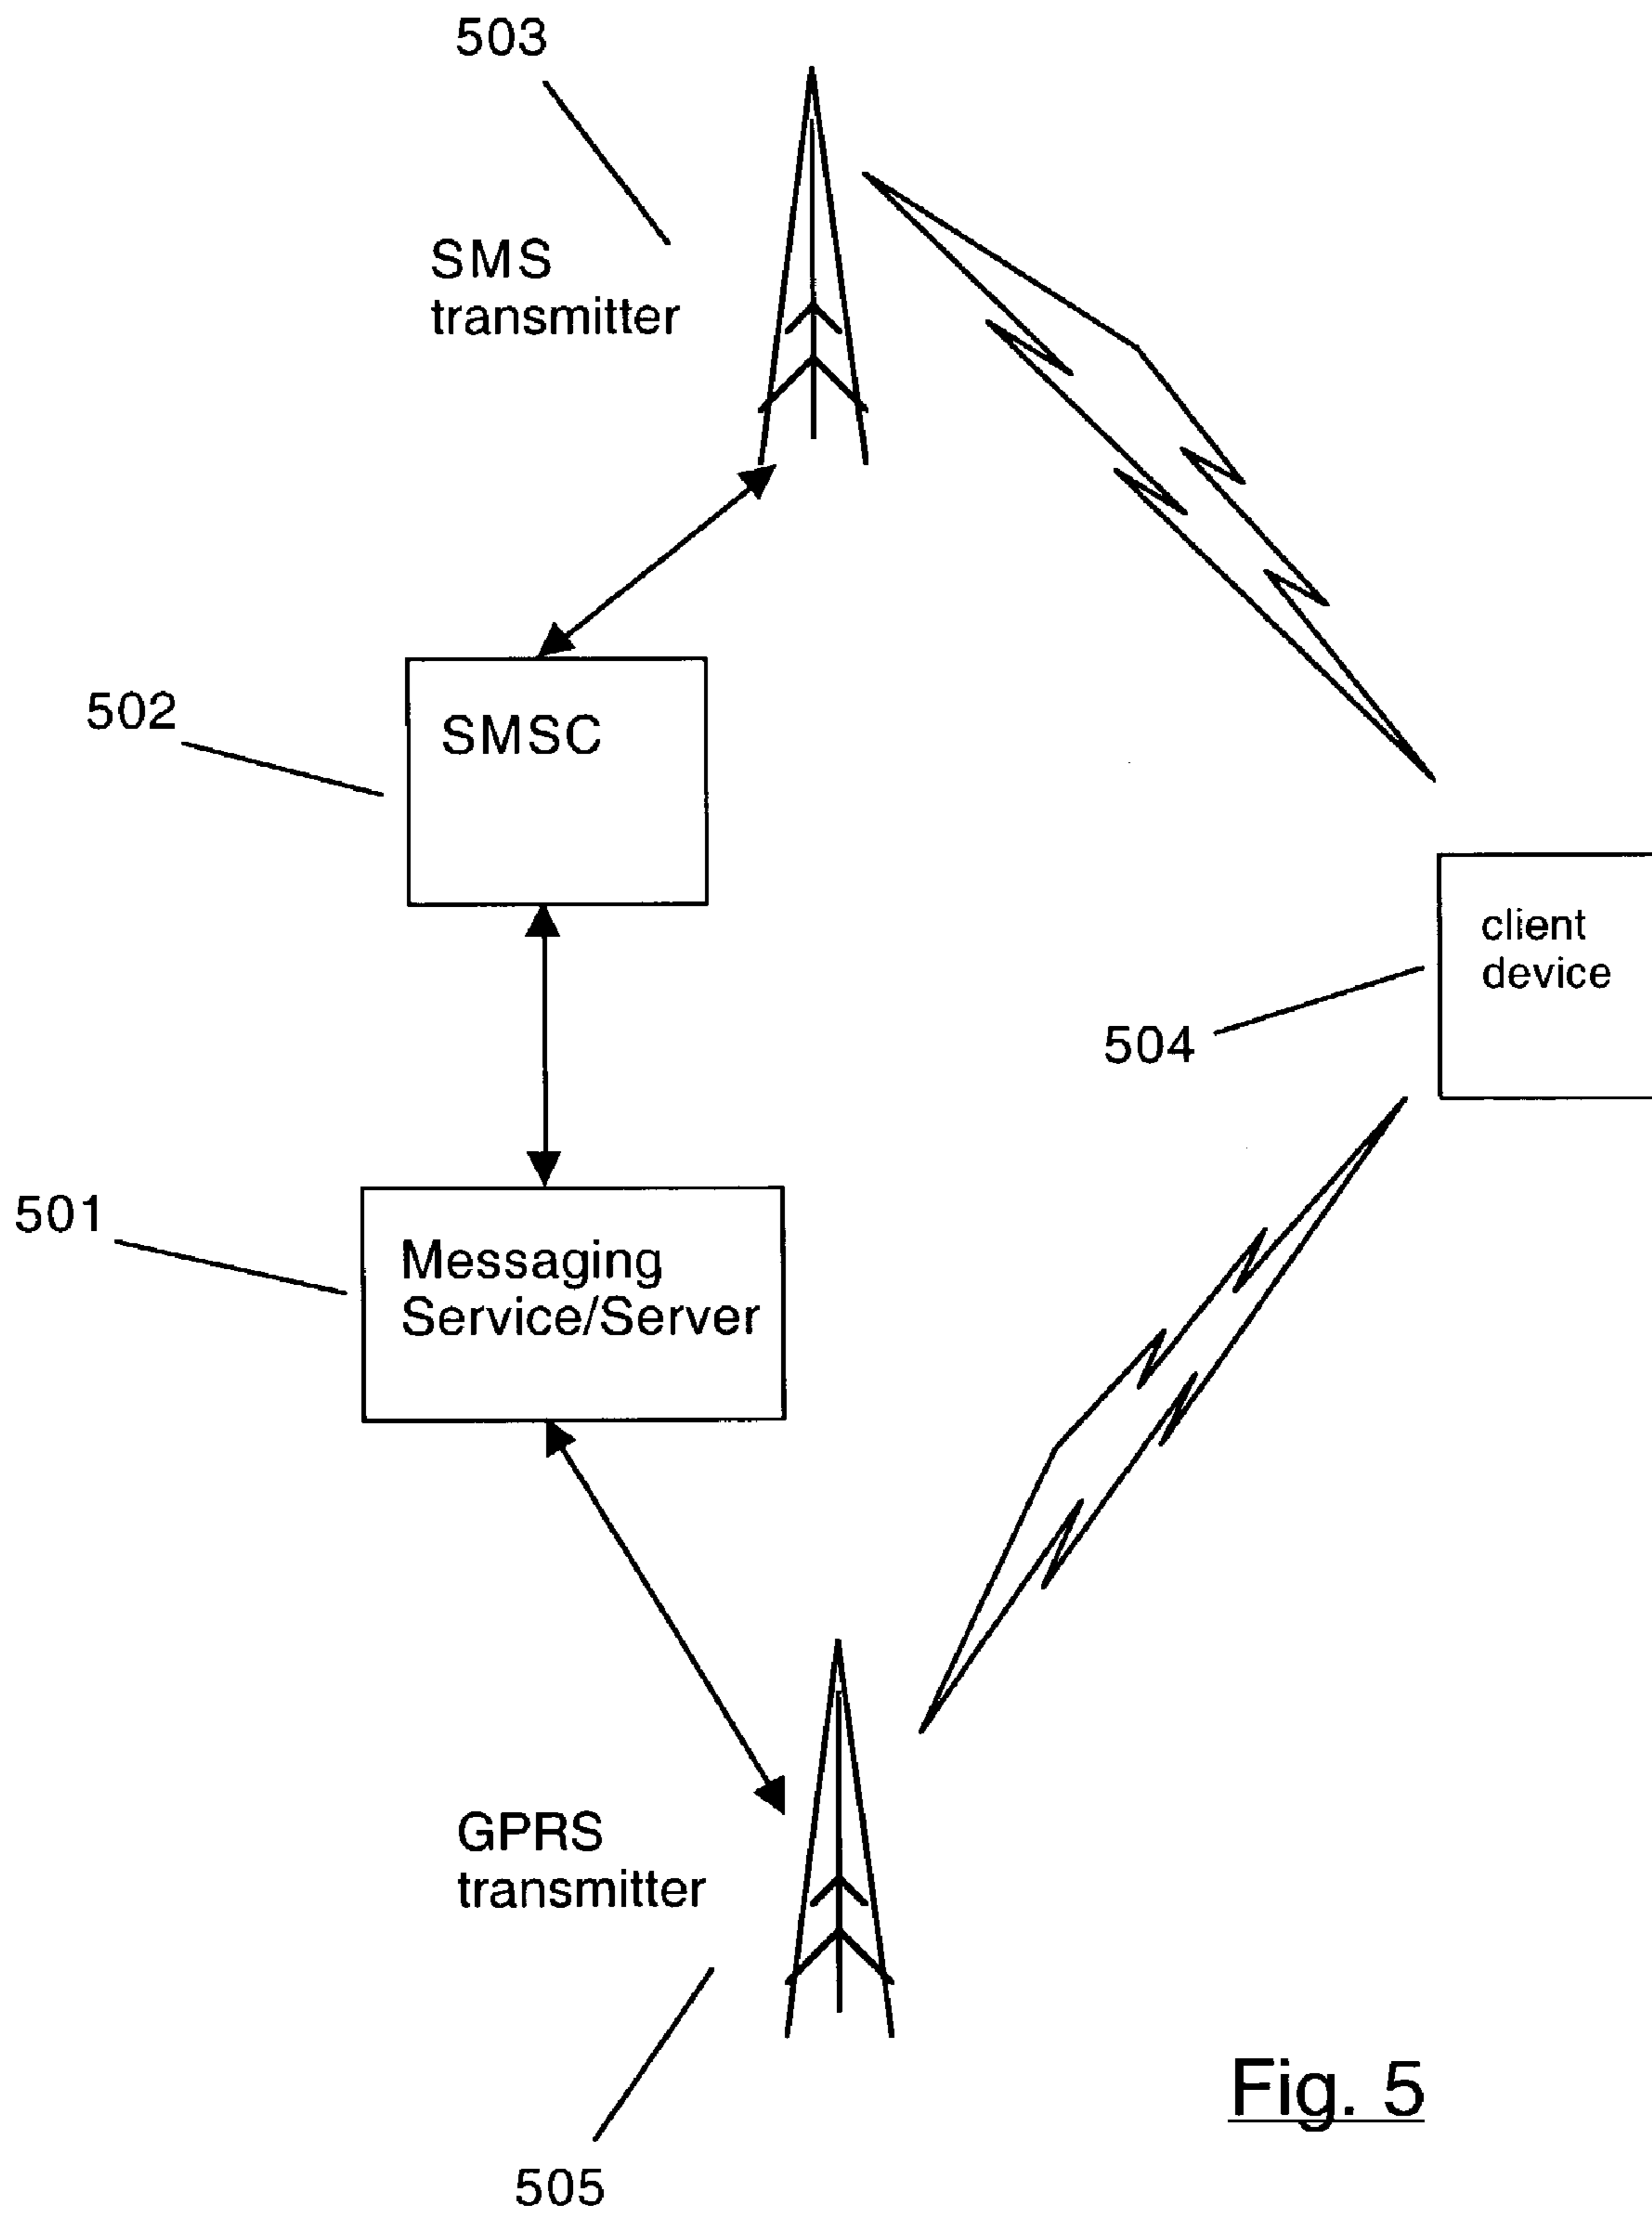 503
SMS
transmitter
502
SMSC
client
device
504
501
Messaging
Service/Server
GPRS
transmitter
505
Fig. 5